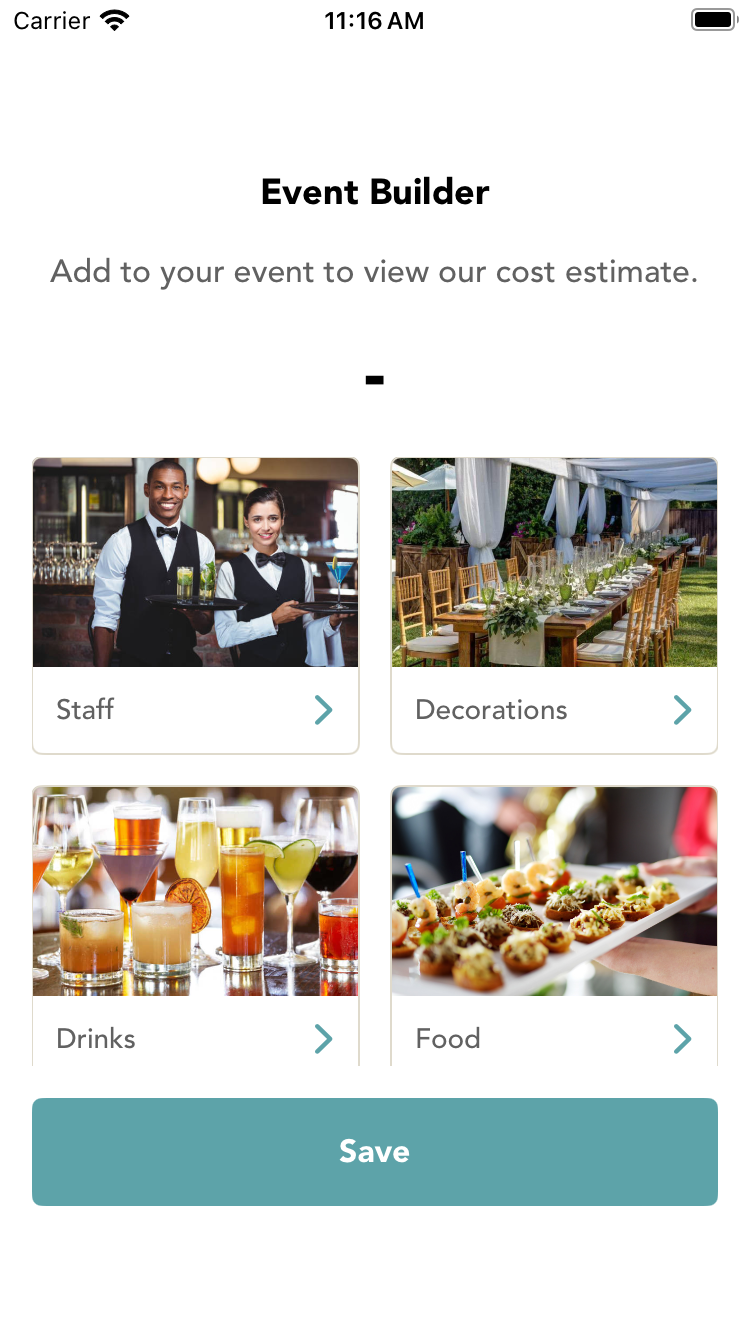 Carrier 11:16 AM
Event Builder
Add to your event to view our cost estimate.
-
Staff
Decorations
Drinks
Food
Save